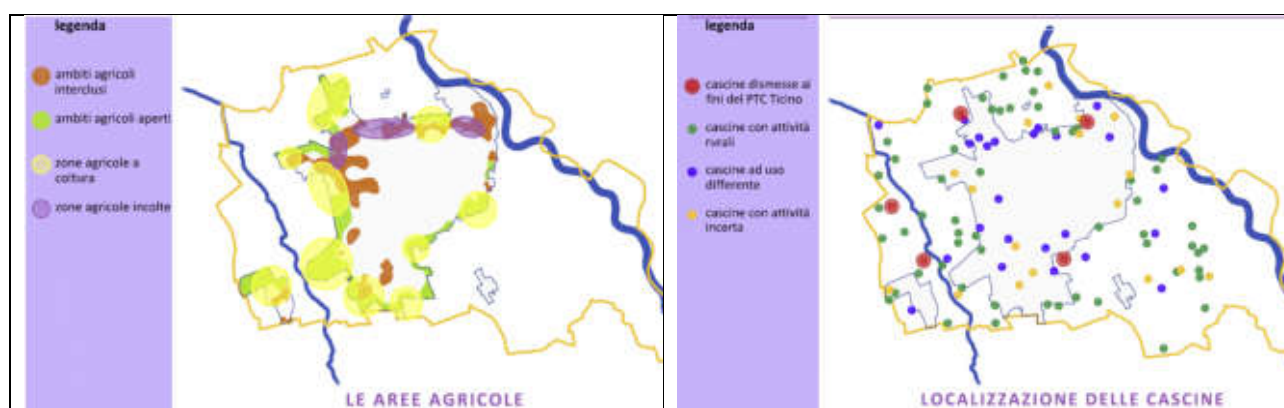 legenda
ambiti agricoli
interclusi
ambiti agricoli aperti
zone agricole a
coltura
zone agricole incolte
LE AREE AGRICOLE
legenda
cascine dismesse ai
fini del PTC Ticino
cascine con attività
rurali
cascine ad uso
differente
cascine con attività
incerta
LOCALIZZAZIONE DELLE CASCINE